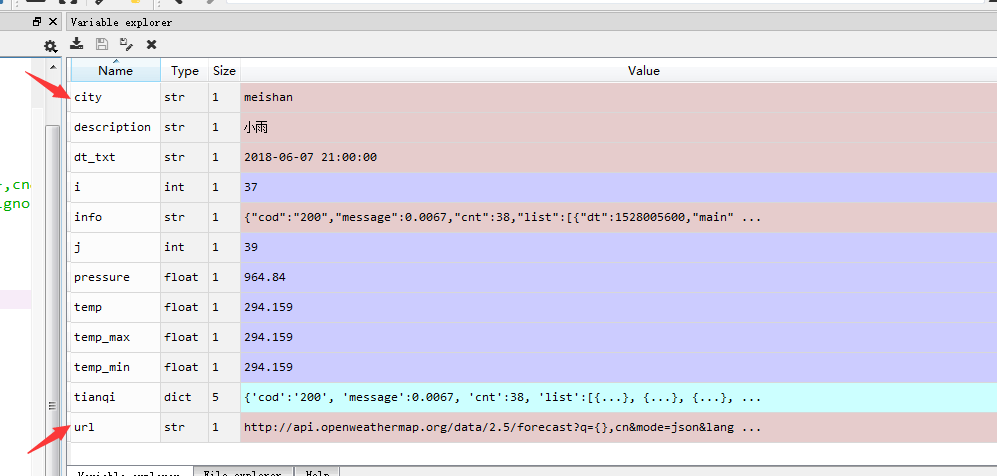 Variable explorer
Name Type Size Value
city str 1 meishan
description str 1 小雨
,cn
dt_txt str 1 2018-06-07 21:00:00
i int 37
igno
info str 1 {"cod":"200","message":0.0067,"cnt":38,"list":[{"dt":1528005600,"main" ...
j int 1 39
pressure float 1 964.84
temp float 1 294.159
temp_max float 1 294.159
temp_min float 1 294.159
tianqi dict 5 {'cod':'200', 'message':0.0067, 'cnt':38, 'list':[{...}, {...}, {...}, ...
url str 1 http://api.openweathermap.org/data/2.5/forecast?q={},cn&mode=json&lang ...
Variable explorer File explorer Help